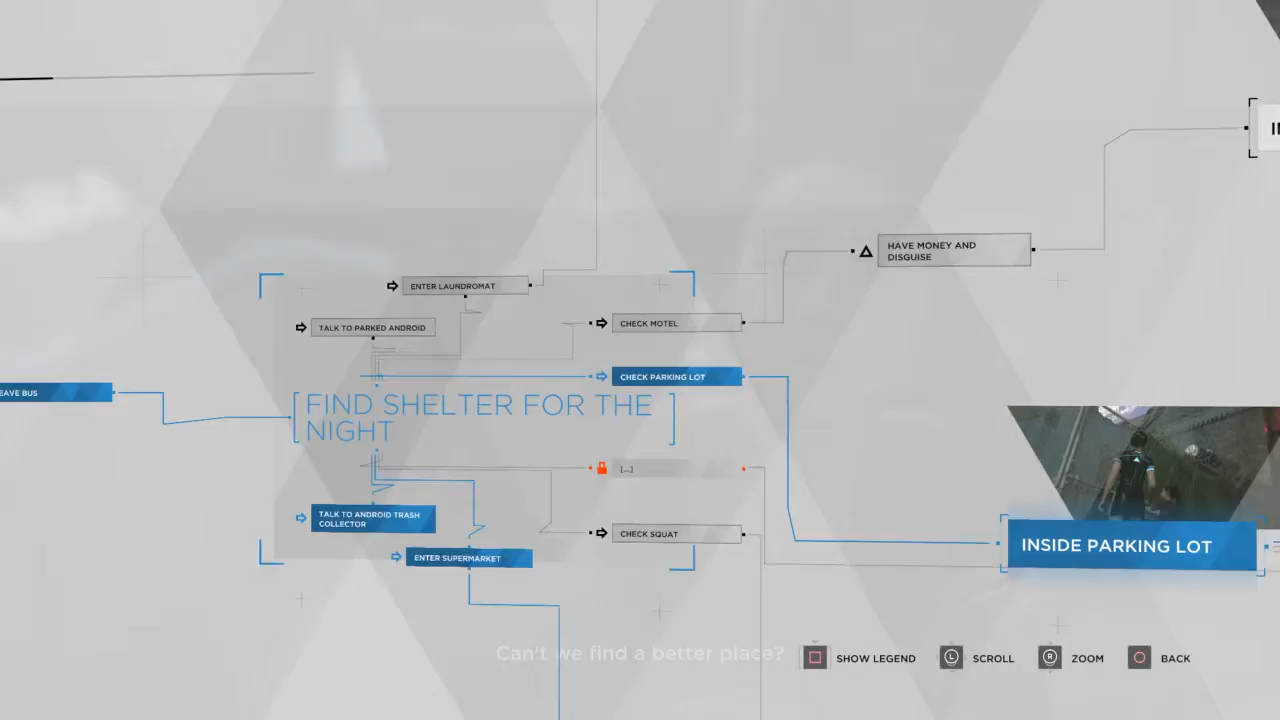 HAVE MONEY AND
DISGUISE
ENTER LAUNDROMAT
TALK TO PARKED ANDROID
CHECK MOTEL
CHECK PARKING LOT
EAVE BUS
FIND SHELTER FOR THE
NIGHT
[...]
TALK TO ANDROID TRASH
COLLECTOR
CHECK SQUAT
ENTER SUPERMARKET
INSIDE PARKING LOT
Can't we find a better place?
SHOW LEGEND
L
SCROLL
R
ZOOM
BACK